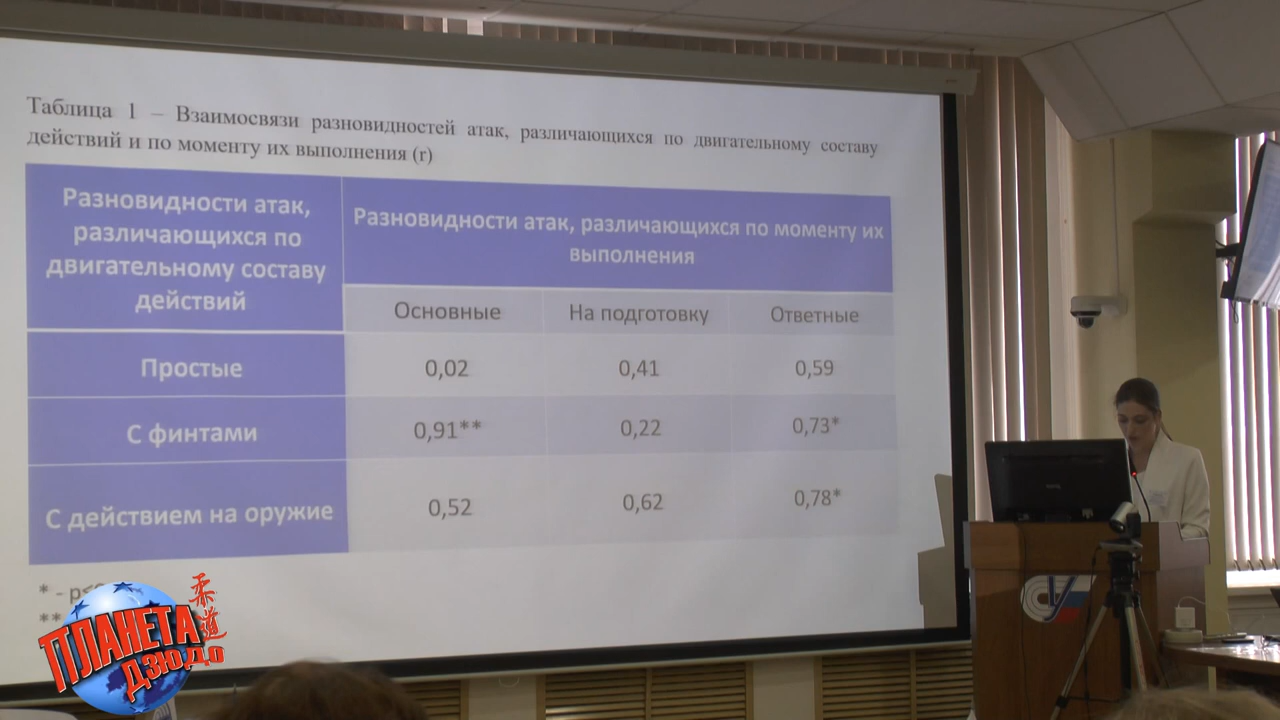 Таблица 1 – Взаимосвязи разновидностей атак, различающихся по двигательному составу
действий и по моменту их выполнения (r)
Разновидности атак,
различающихся по
двигательному составу
действий
Разновидности атак, различающихся по моменту их
выполнения
Основные На подготовку Ответные
Простые 0,02 0,41 0,59
С финтами 0,91** 0,22 0,73*
С действием на оружие 0,52 0,62 0,78*
* - p≤
**
ПЛАНЕТА
ДЗЮДО
柔道